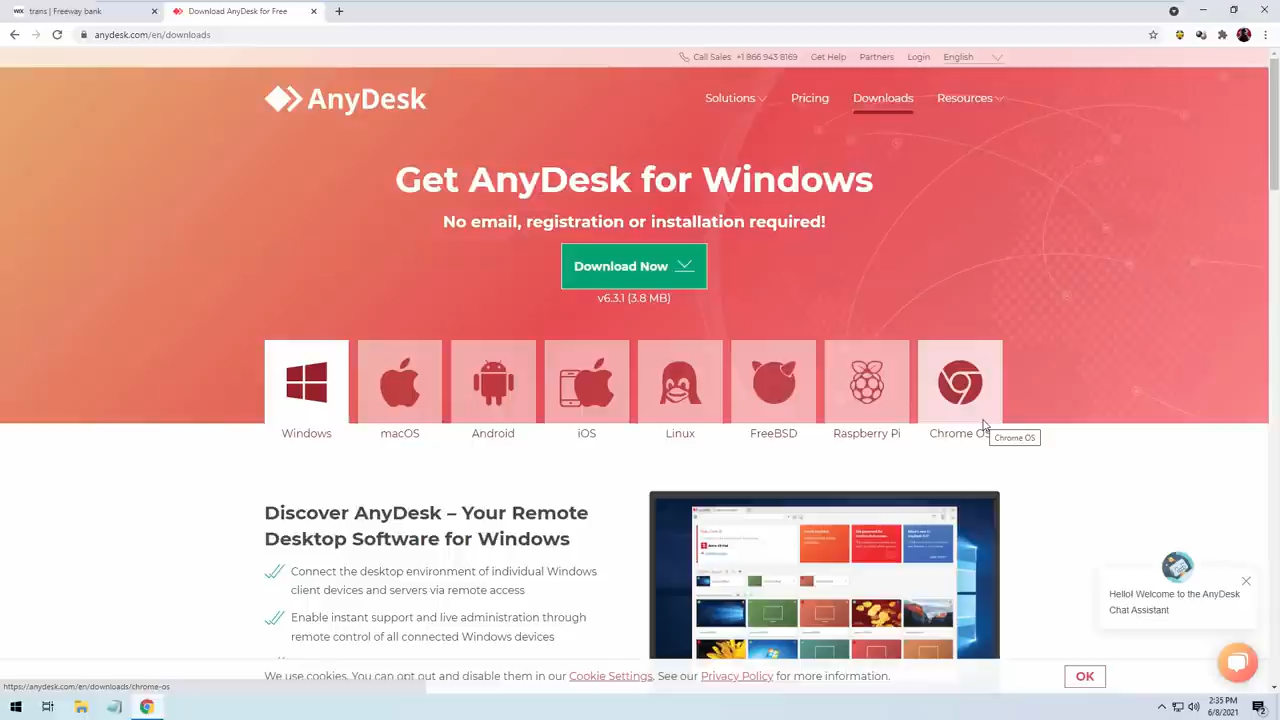 trans | Freeway bank
Download AnyDesk for Free
anydesk.com/en/downloads
Call Sales +1 866 943 8169 Get Help Partners Login English
AnyDesk
Solutions Pricing Downloads Resources
Get AnyDesk for Windows
No email, registration or installation required!
Download Now
v6.3.1 (3.8 MB)
Windows macOS Android iOS Linux FreeBSD Raspberry Pi Chrome OS
Chrome OS
Discover AnyDesk – Your Remote
Desktop Software for Windows
Connect the desktop environment of individual Windows
client devices and servers via remote access
Enable instant support and live administration through
remote control of all connected Windows devices
Hello! Welcome to the AnyDesk
Chat Assistant
We use cookies. You can opt out and disable them in our Cookie Settings. See our Privacy Policy for more information.
OK
https://anydesk.com/en/downloads/chrome-os
2:35 PM
6/8/2021